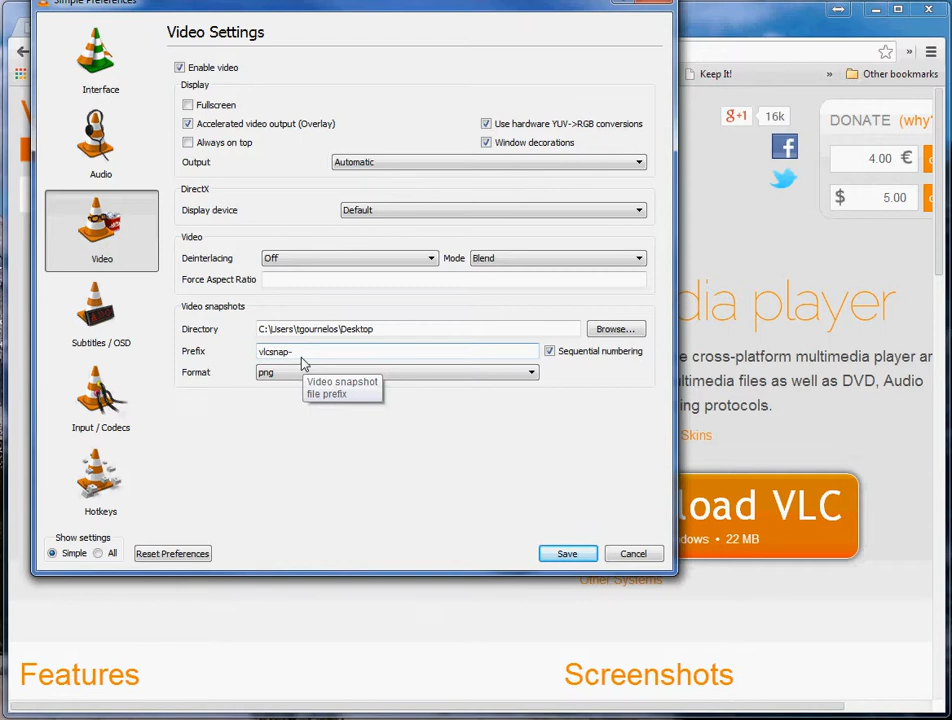 Simple Preferences
Interface
Audio
Video
Subtitles / OSD
Input / Codecs
Hotkeys
Show settings
Simple
All
Reset Preferences
Video Settings
Enable video
Display
Fullscreen
Accelerated video output (Overlay)
Use hardware YUV->RGB conversions
Always on top
Window decorations
Output
Automatic
DirectX
Display device
Default
Video
Deinterlacing
Off
Mode
Blend
Force Aspect Ratio
Video snapshots
Directory
C:\Users\tgournelos\Desktop
Browse...
Prefix
vlcsnap-
Sequential numbering
Format
png
Video snapshot
file prefix
Save
Cancel
»
Keep It!
»
Other bookmarks
g+1
16k
DONATE (why?
4.00 €
$ 5.00
dia player
e cross-platform multimedia player ar
ultimedia files as well as DVD, Audio
ng protocols.
Skins
load VLC
ndows • 22 MB
Other Systems
Features
Screenshots